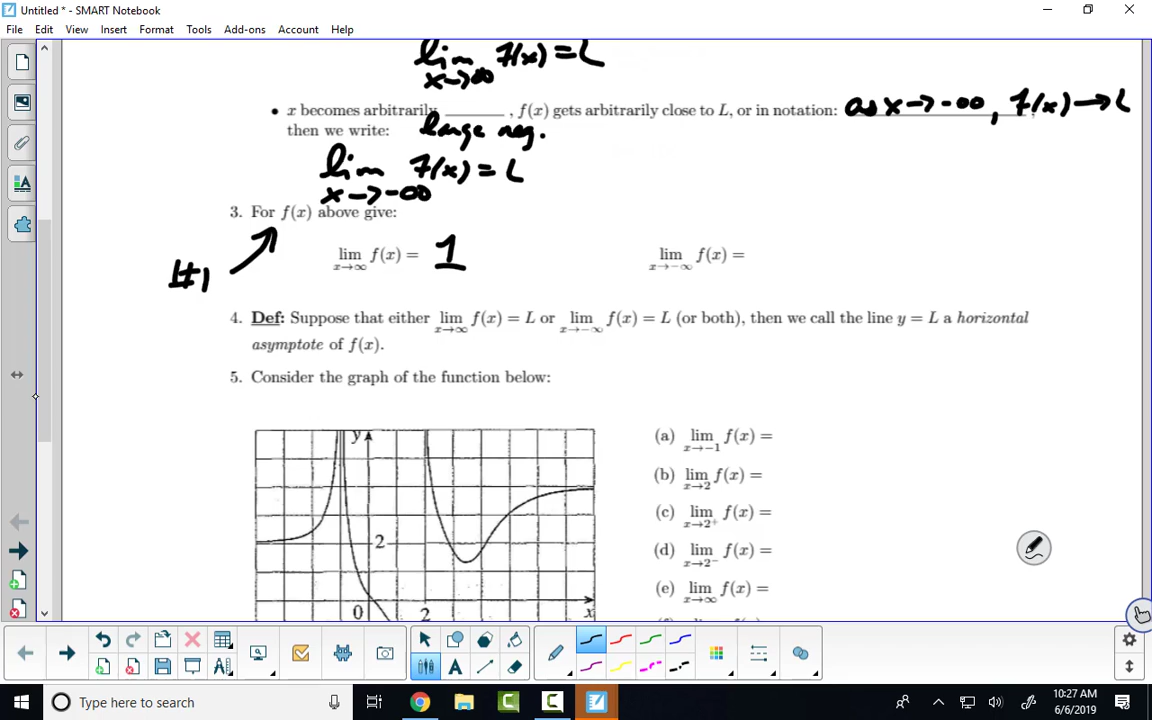 Untitled * - SMART Notebook
File Edit View Insert Format Tools Add-ons Account Help
lim f(x) = L
x→∞
• x becomes arbitrarily ______, f(x) gets arbitrarily close to L, or in notation: as x→-∞, f(x)→L
then we write: large neg.
lim f(x) = L
x→-∞
3. For f(x) above give:
#1
lim x→∞ f(x) = 1
lim x→−∞ f(x) =
4. Def: Suppose that either lim x→∞ f(x) = L or lim x→−∞ f(x) = L (or both), then we call the line y = L a horizontal
asymptote of f(x).
5. Consider the graph of the function below:
y
2
0
2
x
(a) lim x→−1 f(x) =
(b) lim x→2 f(x) =
(c) lim x→2⁺ f(x) =
(d) lim x→2⁻ f(x) =
(e) lim x→∞ f(x) =
A
Type here to search
10:27 AM
6/6/2019